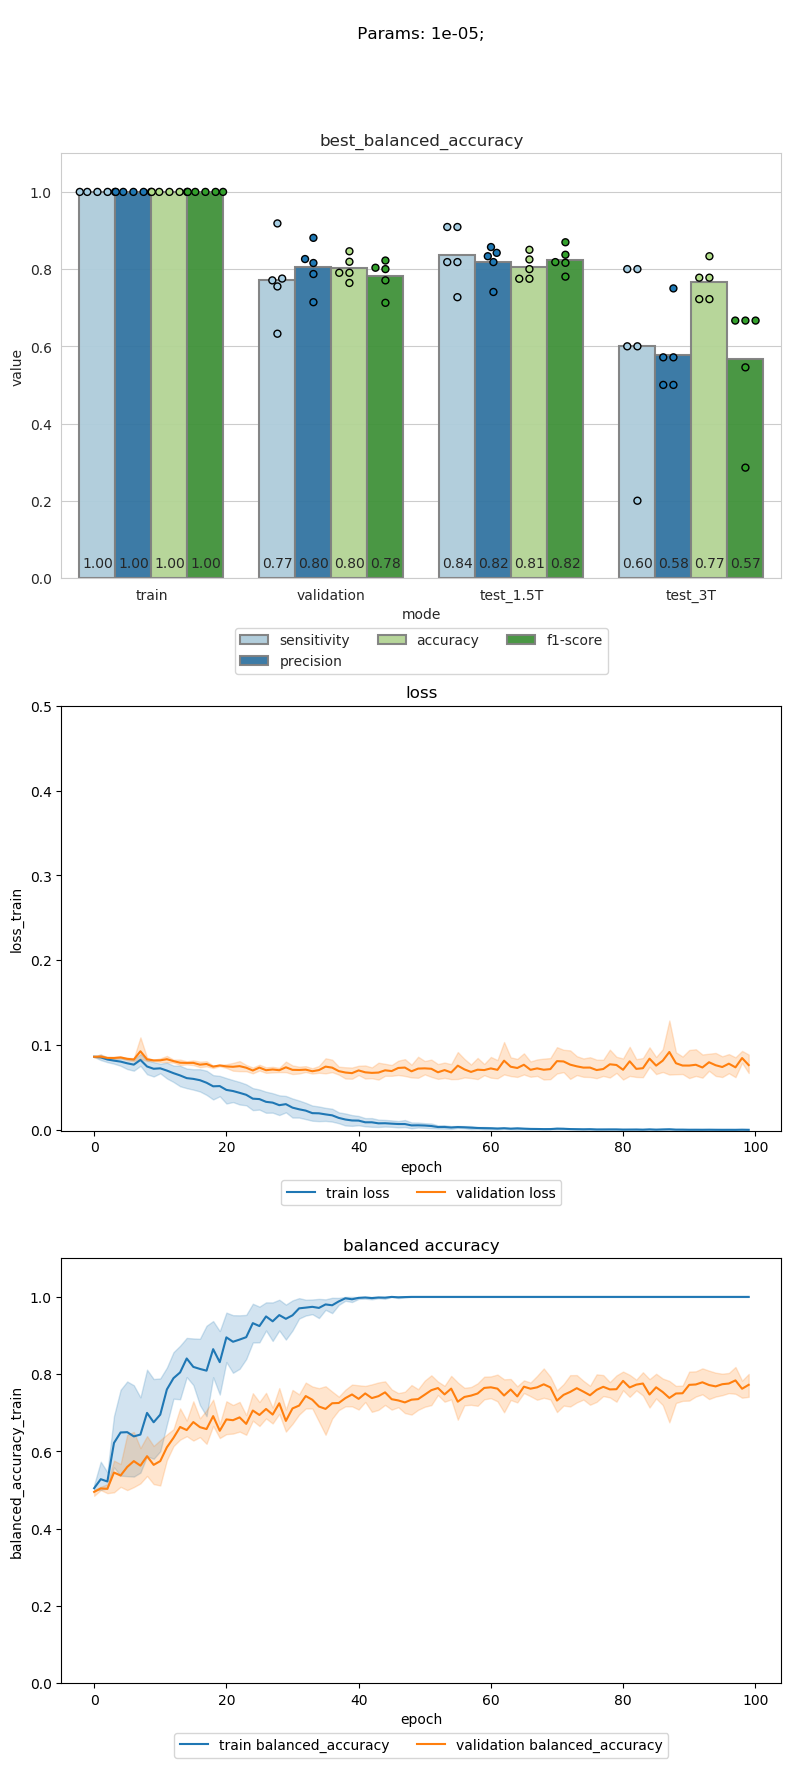 Params: 1e-05;
best_balanced_accuracy
value
1.0
0.8
0.6
0.4
0.2
0.0
1.00 1.00 1.00 1.00 0.77 0.80 0.80 0.78 0.84 0.82 0.81 0.82 0.60 0.58 0.77 0.57
train validation test_1.5T test_3T
mode
sensitivity accuracy f1-score
precision
loss
loss_train
0.5
0.4
0.3
0.2
0.1
0.0
0 20 40 60 80 100
epoch
train loss validation loss
balanced accuracy
balanced_accuracy_train
1.0
0.8
0.6
0.4
0.2
0.0
0 20 40 60 80 100
epoch
train balanced_accuracy validation balanced_accuracy